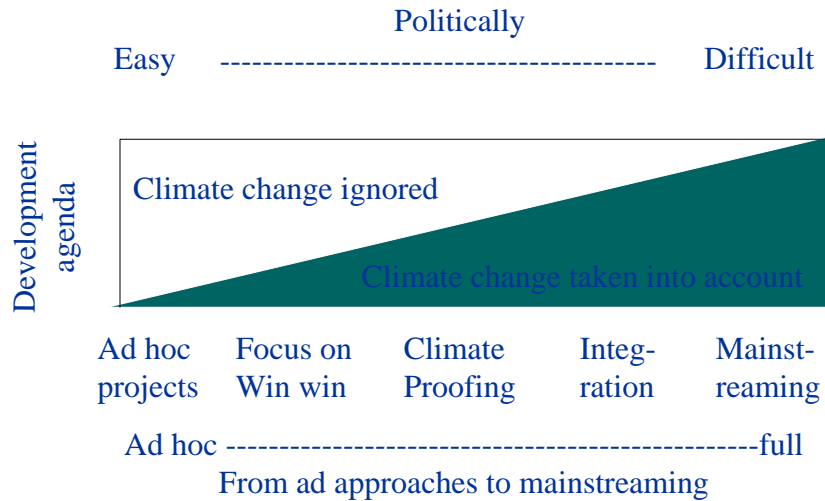 Politically
Easy ----------------------------------------- Difficult
Development
agenda
Climate change ignored
Climate change taken into account
Ad hoc Focus on Climate Integ- Mainst-
projects Win win Proofing ration reaming
Ad hoc ---------------------------------------------------full
From ad approaches to mainstreaming